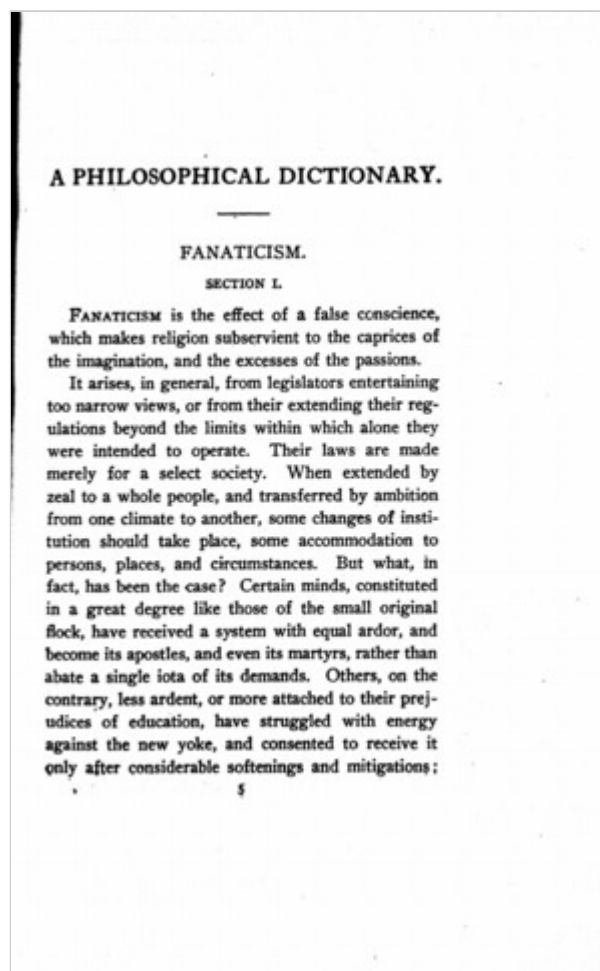 A PHILOSOPHICAL DICTIONARY.
FANATICISM.
SECTION I.
FANATICISM is the effect of a false conscience,
which makes religion subservient to the caprices of
the imagination, and the excesses of the passions.
It arises, in general, from legislators entertaining
too narrow views, or from their extending their reg-
ulations beyond the limits within which alone they
were intended to operate. Their laws are made
merely for a select society. When extended by
zeal to a whole people, and transferred by ambition
from one climate to another, some changes of insti-
tution should take place, some accommodation to
persons, places, and circumstances. But what, in
fact, has been the case? Certain minds, constituted
in a great degree like those of the small original
flock, have received a system with equal ardor, and
become its apostles, and even its martyrs, rather than
abate a single iota of its demands. Others, on the
contrary, less ardent, or more attached to their prej-
udices of education, have struggled with energy
against the new yoke, and consented to receive it
only after considerable softenings and mitigations;
5